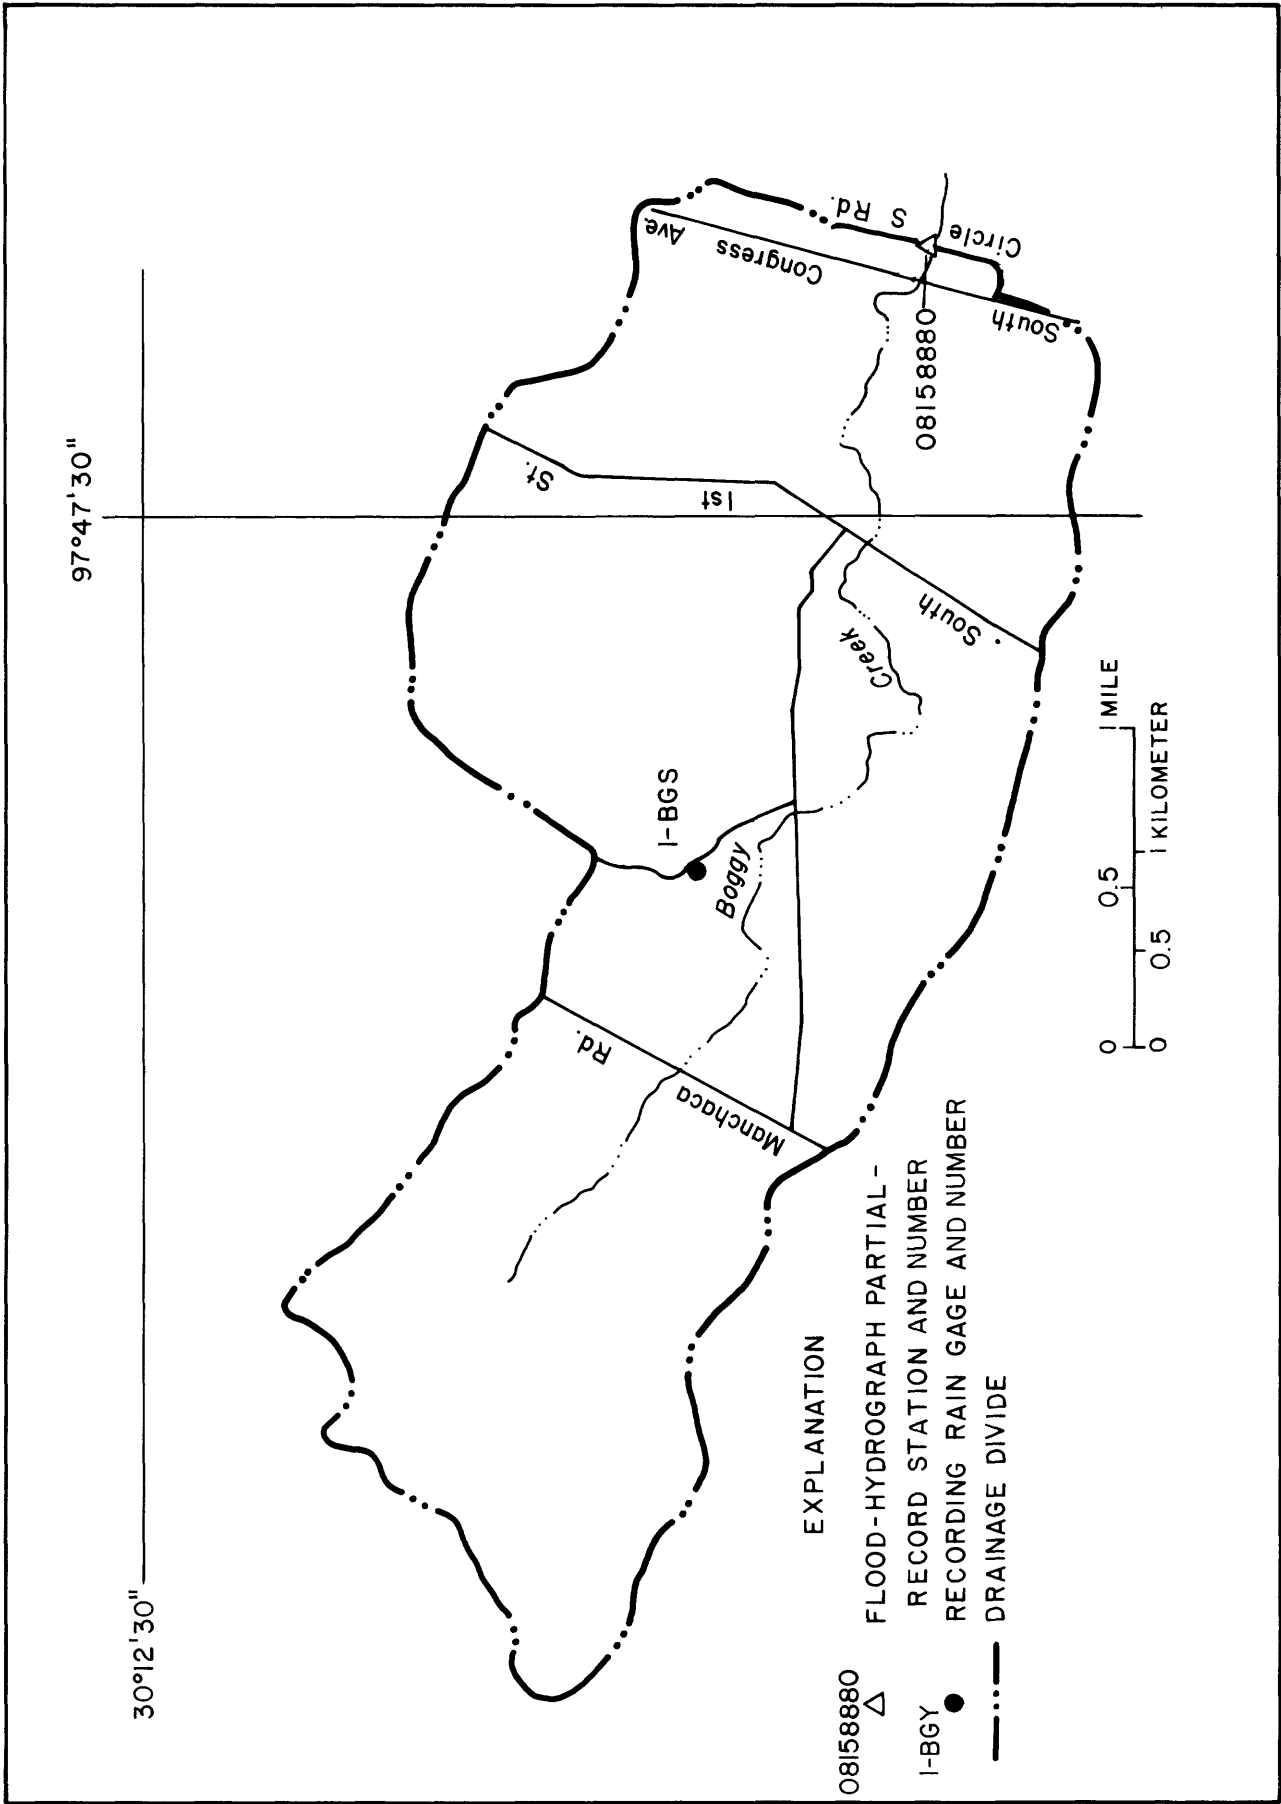 30°12'30"
97°47'30"
Ave.
Congress
South
S Rd.
Circle
08158880
St.
1st
South
Creek
1-BGS
Boggy
Rd.
Manchaca
0 0.5 1 MILE
0 0.5 1 KILOMETER
EXPLANATION
08158880
FLOOD-HYDROGRAPH PARTIAL-
RECORD STATION AND NUMBER
1-BGY
RECORDING RAIN GAGE AND NUMBER
DRAINAGE DIVIDE